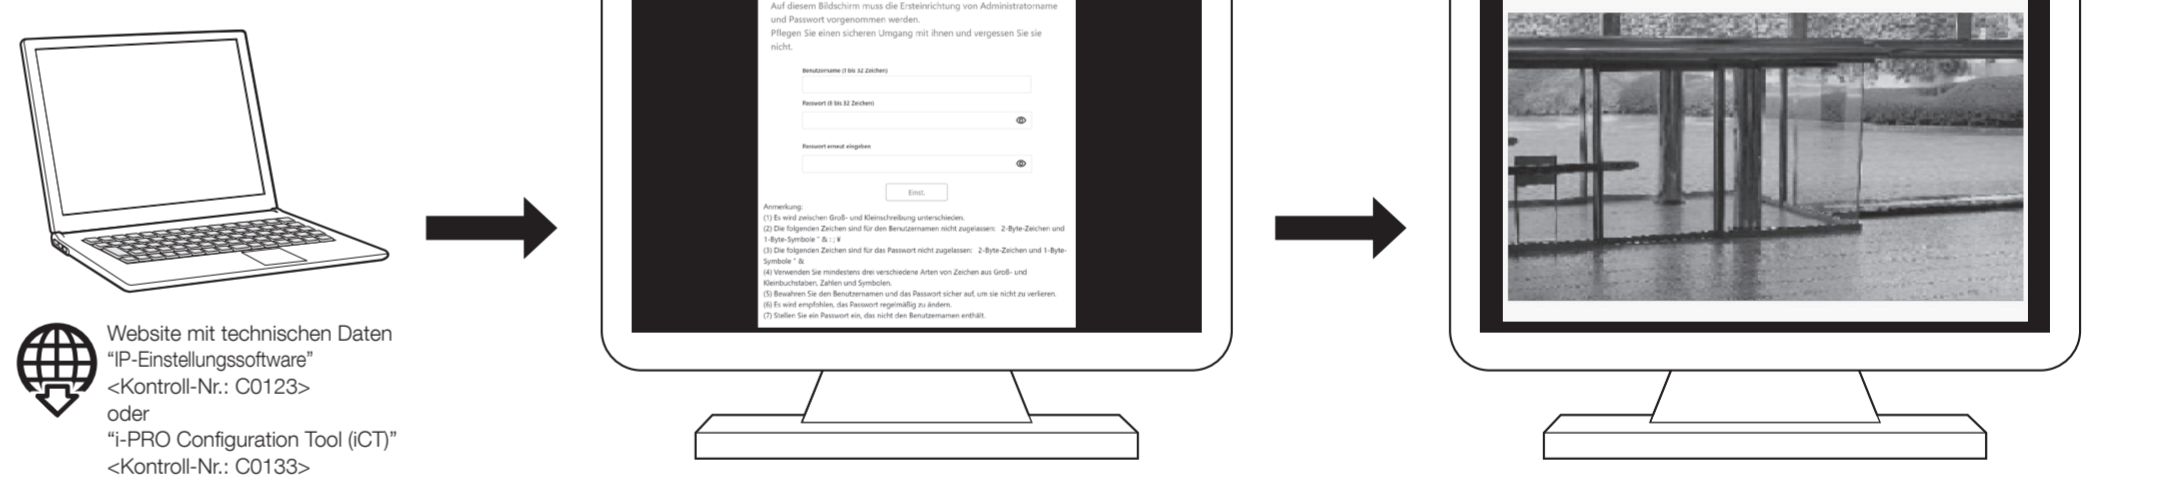 Auf diesem Bildschirm muss die Ersteinrichtung von Administratorname
und Passwort vorgenommen werden.
Pflegen Sie einen sicheren Umgang mit ihnen und vergessen Sie sie
nicht.
Benutzername (1 bis 32 Zeichen)
Passwort (8 bis 32 Zeichen)
Passwort erneut eingeben
Einst.
Anmerkung:
(1) Es wird zwischen Groß- und Kleinschreibung unterschieden.
(2) Die folgenden Zeichen sind für den Benutzernamen nicht zugelassen:   2-Byte-Zeichen und
1-Byte-Symbole " & : ; ¥
(3) Die folgenden Zeichen sind für das Passwort nicht zugelassen:   2-Byte-Zeichen und 1-Byte-
Symbole " &
(4) Verwenden Sie mindestens drei verschiedene Arten von Zeichen aus Groß- und
Kleinbuchstaben, Zahlen und Symbolen.
(5) Bewahren Sie den Benutzernamen und das Passwort sicher auf, um sie nicht zu verlieren.
(6) Es wird empfohlen, das Passwort regelmäßig zu ändern.
(7) Stellen Sie ein Passwort ein, das nicht den Benutzernamen enthält.
Website mit technischen Daten
“IP-Einstellungssoftware”
<Kontroll-Nr.: C0123>
oder
“i-PRO Configuration Tool (iCT)”
<Kontroll-Nr.: C0133>